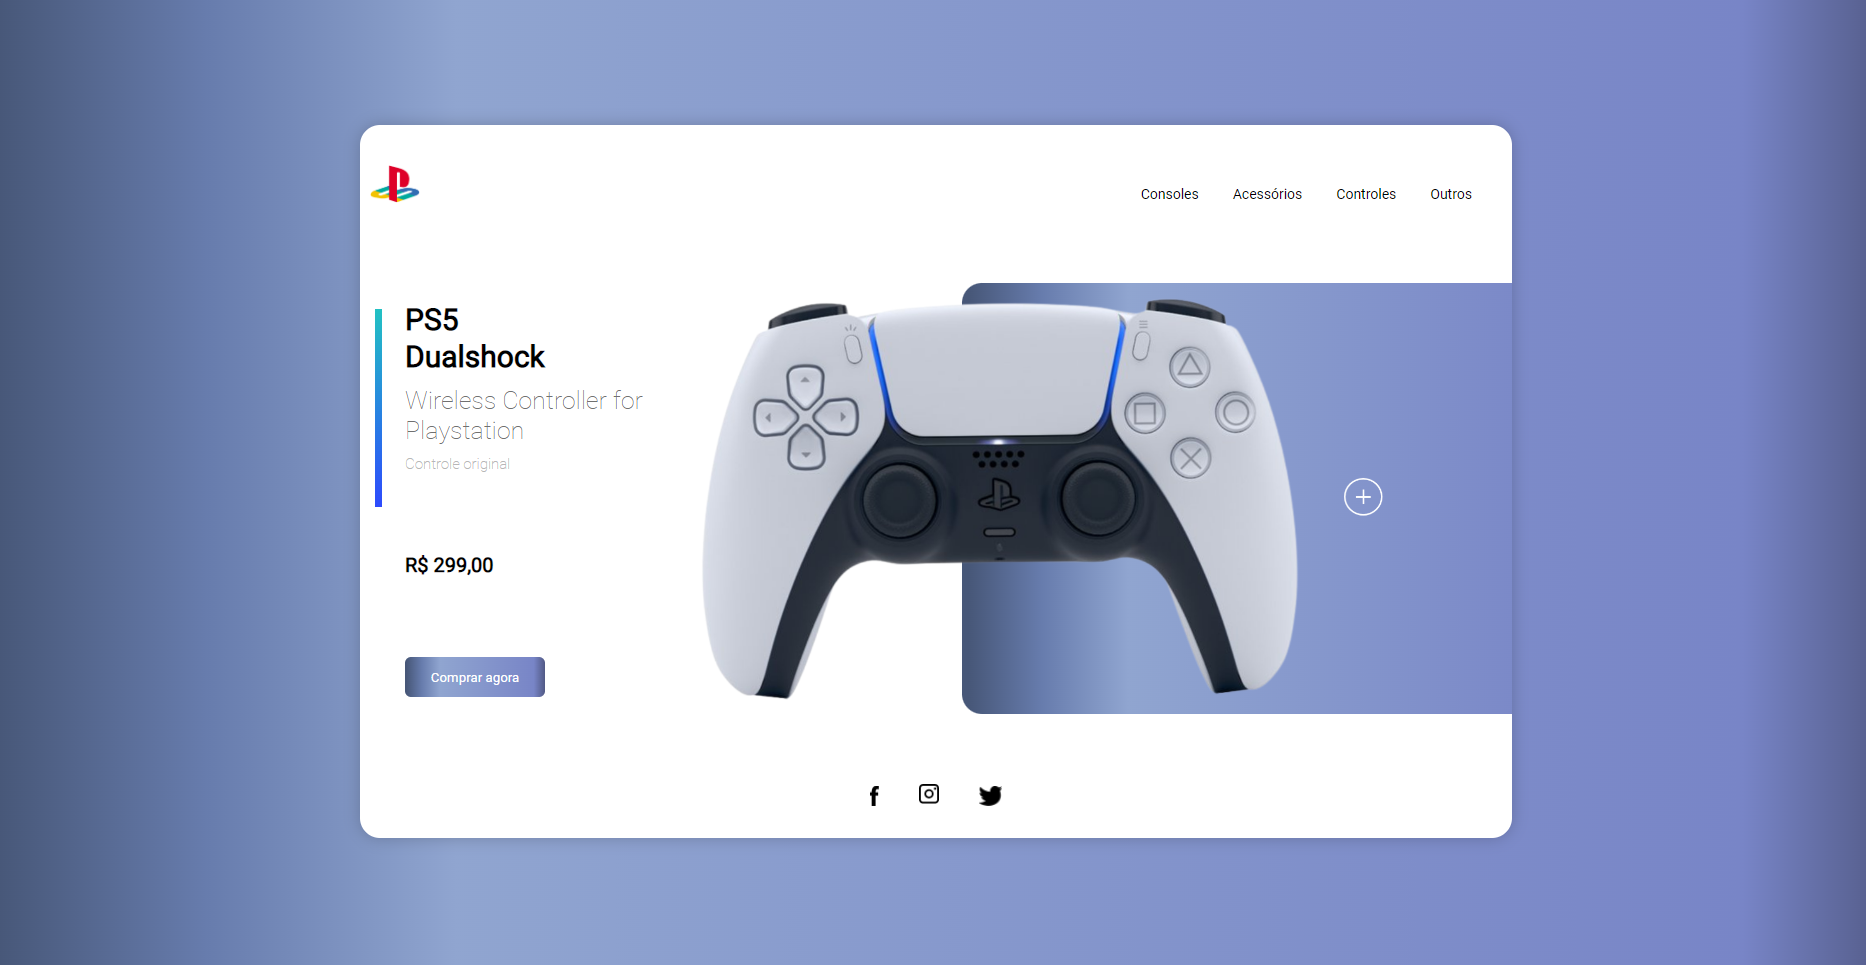 Consoles Acessórios Controles Outros
PS5
Dualshock
Wireless Controller for
Playstation
Controle original
R$ 299,00
Comprar agora